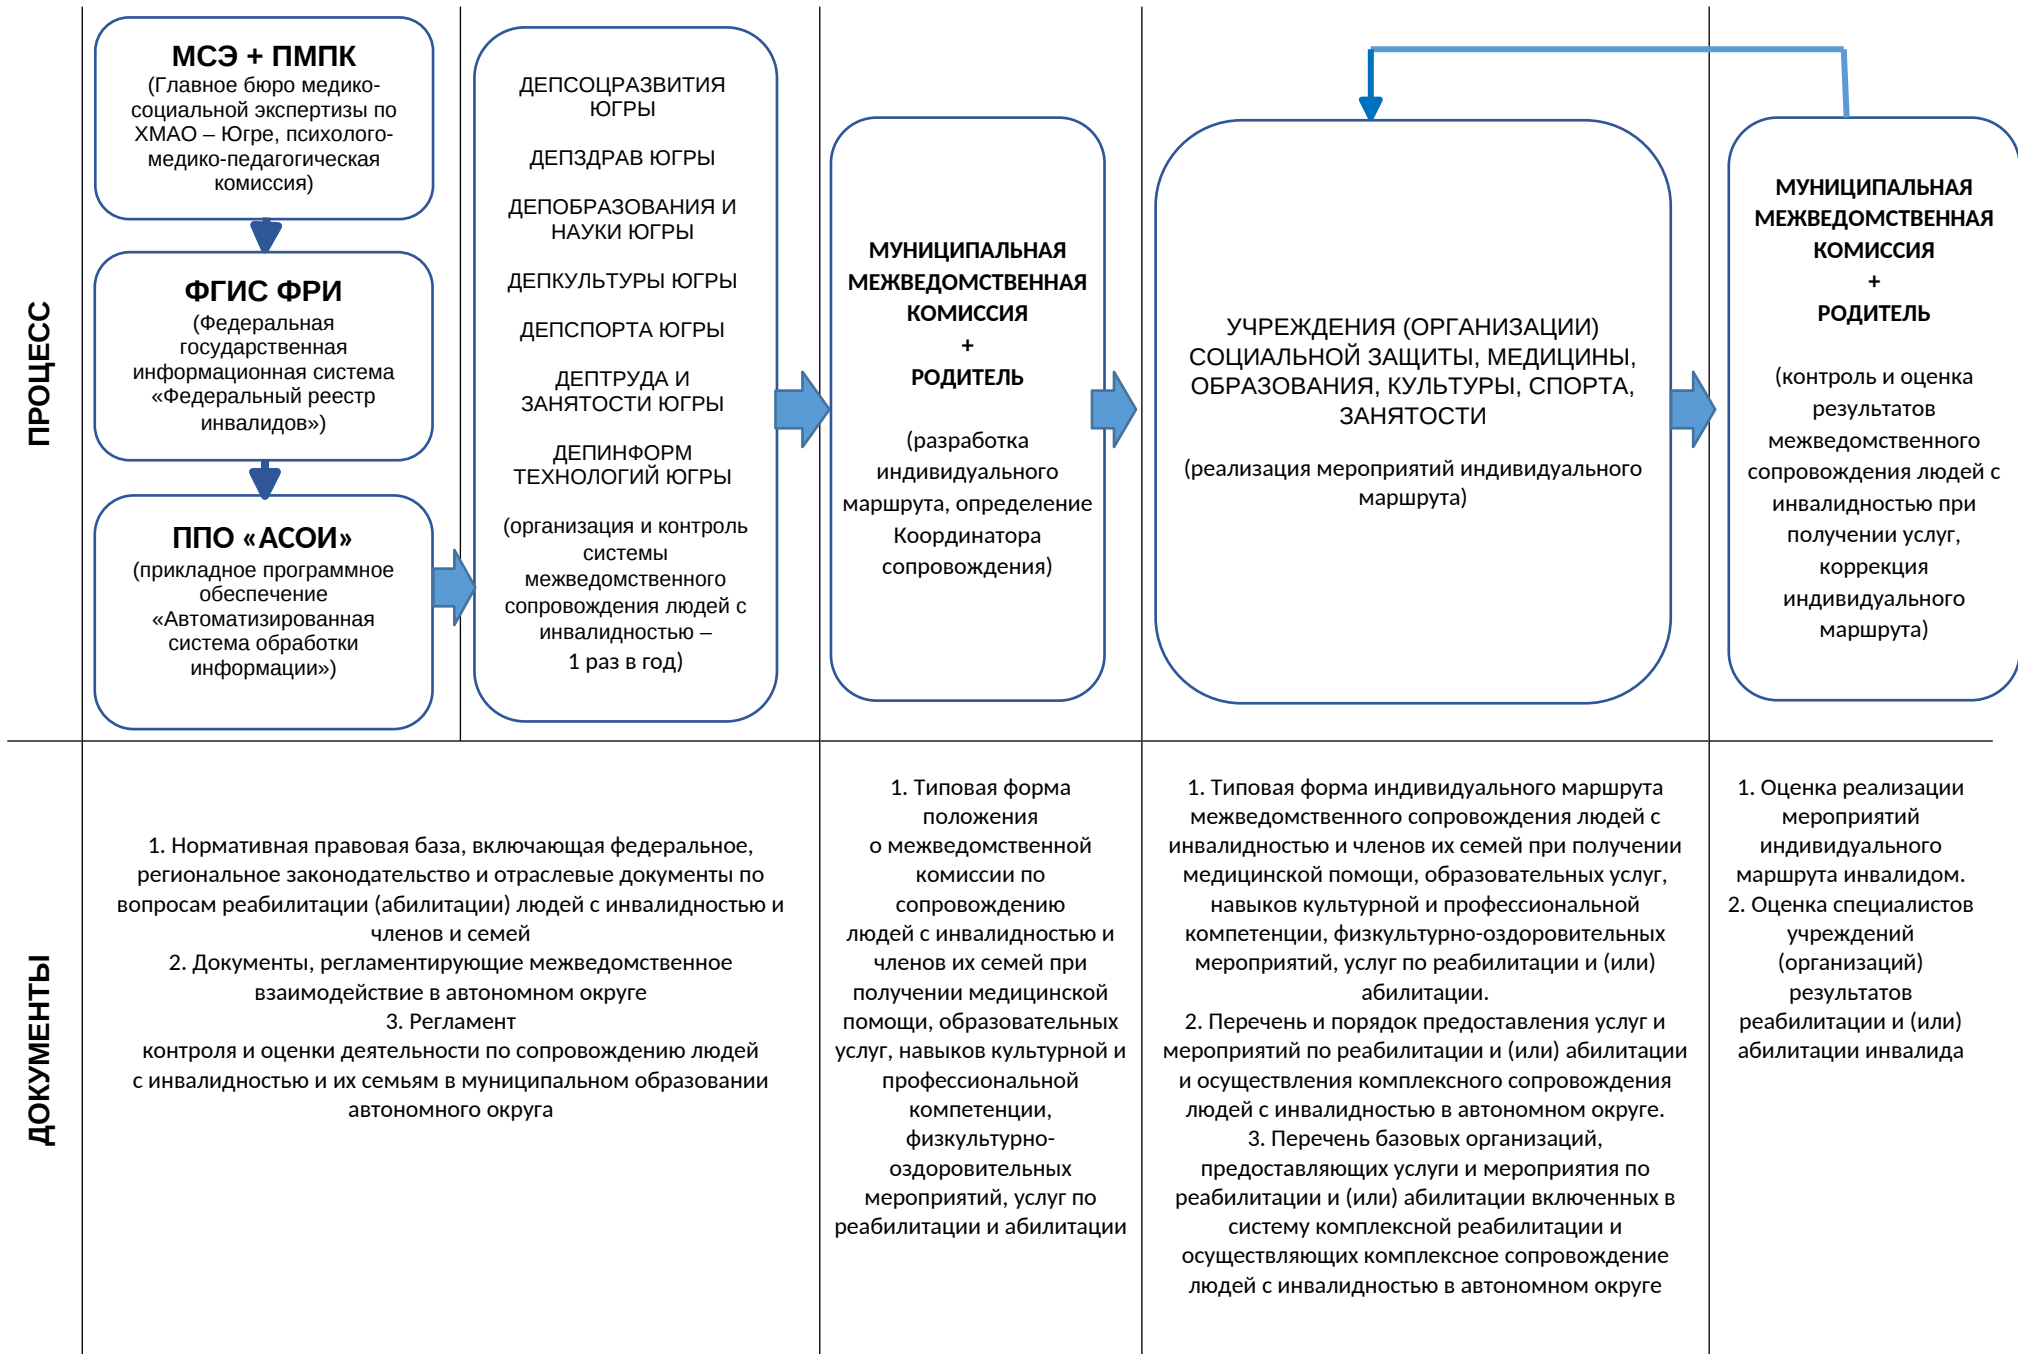 ПРОЦЕСС
МСЭ + ПМПК
(Главное бюро медико-
социальной экспертизы по
ХМАО – Югре, психолого-
медико-педагогическая
комиссия)
ФГИС ФРИ
(Федеральная
государственная
информационная система
«Федеральный реестр
инвалидов»)
ППО «АСОИ»
(прикладное программное
обеспечение
«Автоматизированная
система обработки
информации»)
ДЕПСОЦРАЗВИТИЯ
ЮГРЫ
ДЕПЗДРАВ ЮГРЫ
ДЕПОБРАЗОВАНИЯ И
НАУКИ ЮГРЫ
ДЕПКУЛЬТУРЫ ЮГРЫ
ДЕПСПОРТА ЮГРЫ
ДЕПТРУДА И
ЗАНЯТОСТИ ЮГРЫ
ДЕПИНФОРМ
ТЕХНОЛОГИЙ ЮГРЫ
(организация и контроль
системы
межведомственного
сопровождения людей с
инвалидностью –
1 раз в год)
МУНИЦИПАЛЬНАЯ
МЕЖВЕДОМСТВЕННАЯ
КОМИССИЯ
+
РОДИТЕЛЬ
(разработка
индивидуального
маршрута, определение
Координатора
сопровождения)
УЧРЕЖДЕНИЯ (ОРГАНИЗАЦИИ)
СОЦИАЛЬНОЙ ЗАЩИТЫ, МЕДИЦИНЫ,
ОБРАЗОВАНИЯ, КУЛЬТУРЫ, СПОРТА,
ЗАНЯТОСТИ
(реализация мероприятий индивидуального
маршрута)
МУНИЦИПАЛЬНАЯ
МЕЖВЕДОМСТВЕННАЯ
КОМИССИЯ
+
РОДИТЕЛЬ
(контроль и оценка
результатов
межведомственного
сопровождения людей с
инвалидностью при
получении услуг,
коррекция
индивидуального
маршрута)
ДОКУМЕНТЫ
1. Нормативная правовая база, включающая федеральное,
региональное законодательство и отраслевые документы по
вопросам реабилитации (абилитации) людей с инвалидностью и
членов и семей
2. Документы, регламентирующие межведомственное
взаимодействие в автономном округе
3. Регламент
контроля и оценки деятельности по сопровождению людей
с инвалидностью и их семьям в муниципальном образовании
автономного округа
1. Типовая форма
положения
о межведомственной
комиссии по
сопровождению
людей с инвалидностью и
членов их семей при
получении медицинской
помощи, образовательных
услуг, навыков культурной и
профессиональной
компетенции,
физкультурно-
оздоровительных
мероприятий, услуг по
реабилитации и абилитации
1. Типовая форма индивидуального маршрута
межведомственного сопровождения людей с
инвалидностью и членов их семей при получении
медицинской помощи, образовательных услуг,
навыков культурной и профессиональной
компетенции, физкультурно-оздоровительных
мероприятий, услуг по реабилитации и (или)
абилитации.
2. Перечень и порядок предоставления услуг и
мероприятий по реабилитации и (или) абилитации
и осуществления комплексного сопровождения
людей с инвалидностью в автономном округе.
3. Перечень базовых организаций,
предоставляющих услуги и мероприятия по
реабилитации и (или) абилитации включенных в
систему комплексной реабилитации и
осуществляющих комплексное сопровождение
людей с инвалидностью в автономном округе
1. Оценка реализации
мероприятий
индивидуального
маршрута инвалидом.
2. Оценка специалистов
учреждений
(организаций)
результатов
реабилитации и (или)
абилитации инвалида